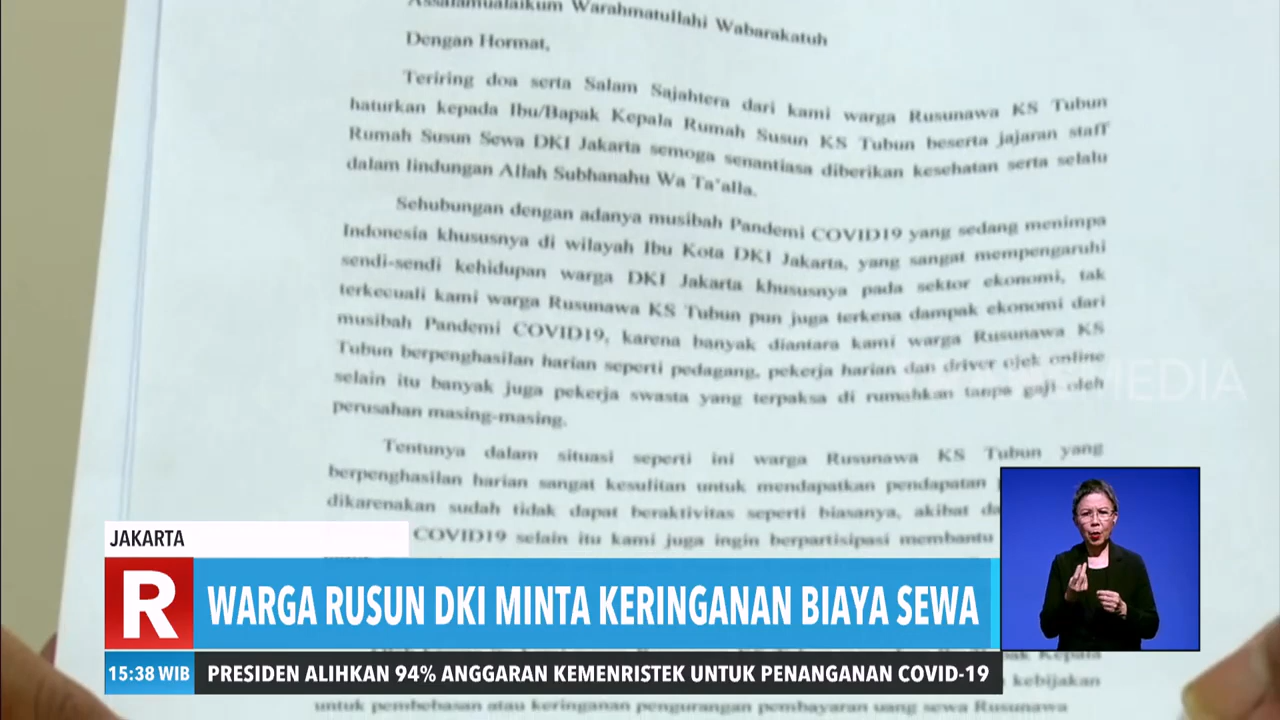 Assalamualaikum Warahmatullahi Wabarakatuh
Dengan Hormat,
Teriring doa serta Salam Sajahtera dari kami warga Rusunawa KS Tubun
haturkan kepada Ibu/Bapak Kepala Rumah Susun KS Tubun beserta jajaran staff
Rumah Susun Sewa DKI Jakarta semoga senantiasa diberikan kesehatan serta selalu
dalam lindungan Allah Subhanahu Wa Ta'alla.
Sehubungan dengan adanya musibah Pandemi COVID19 yang sedang menimpa
Indonesia khususnya di wilayah Ibu Kota DKI Jakarta, yang sangat mempengaruhi
sendi-sendi kehidupan warga DKI Jakarta khususnya pada sektor ekonomi, tak
terkecuali kami warga Rusunawa KS Tubun pun juga terkena dampak ekonomi dari
musibah Pandemi COVID19, karena banyak diantara kami warga Rusunawa KS
Tubun berpenghasilan harian seperti pedagang, pekerja harian dan driver ojek online
selain itu banyak juga pekerja swasta yang terpaksa di rumahkan tanpa gaji oleh
perusahan masing-masing.
Tentunya dalam situasi seperti ini warga Rusunawa KS Tubun yang
berpenghasilan harian sangat kesulitan untuk mendapatkan pendapatan
dikarenakan sudah tidak dapat beraktivitas seperti biasanya, akibat
COVID19 selain itu kami juga ingin berpartisipasi membantu
kebijakan
untuk pembebasan atau keringanan pengurangan pembayaran uang sewa Rusunawa
TRANSMEDIA
JAKARTA
R WARGA RUSUN DKI MINTA KERINGANAN BIAYA SEWA
15:38 WIB PRESIDEN ALIHKAN 94% ANGGARAN KEMENRISTEK UNTUK PENANGANAN COVID-19